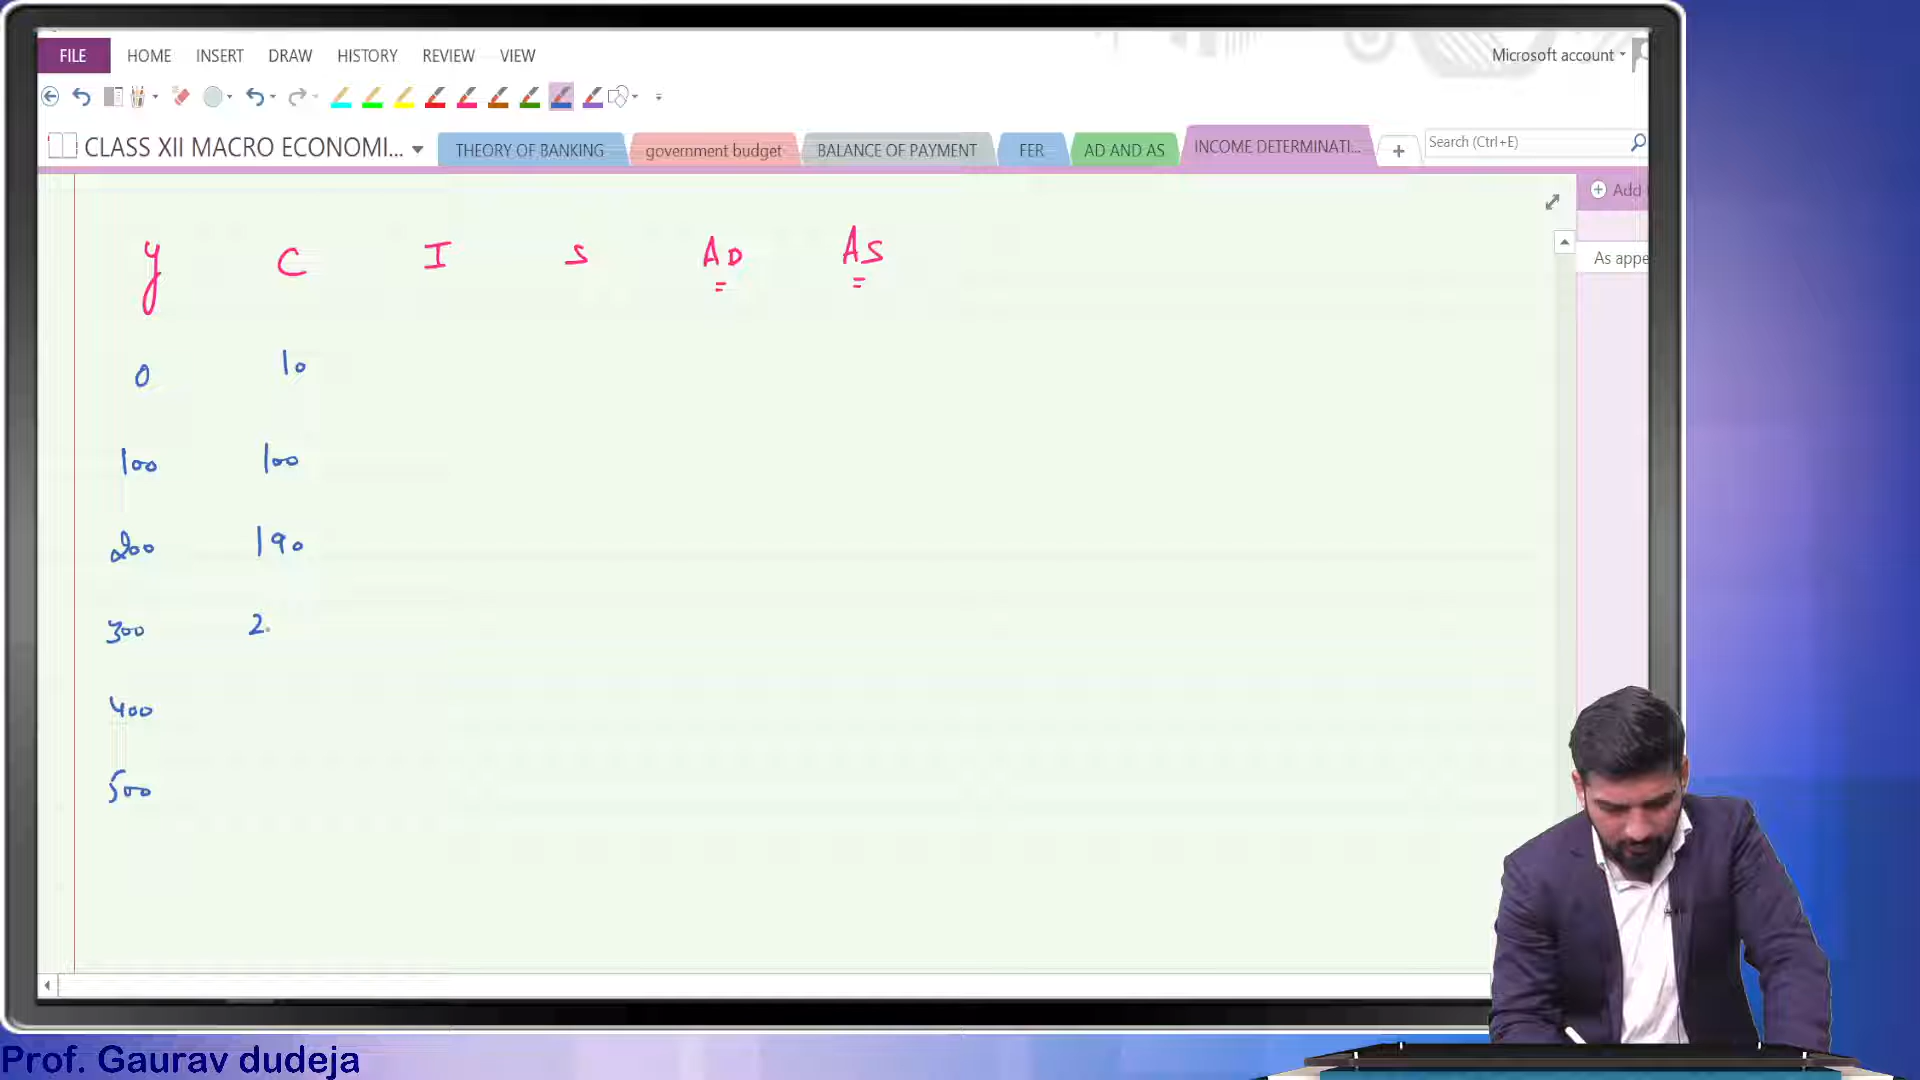 FILE HOME INSERT DRAW HISTORY REVIEW VIEW Microsoft account
CLASS XII MACRO ECONOMI... THEORY OF BANKING government budget BALANCE OF PAYMENT FER AD AND AS INCOME DETERMINATI... + Search (Ctrl+E)
Add
y C I S AD AS
As appe
0 10
100 100
200 190
300 2
400
500
Prof. Gaurav dudeja